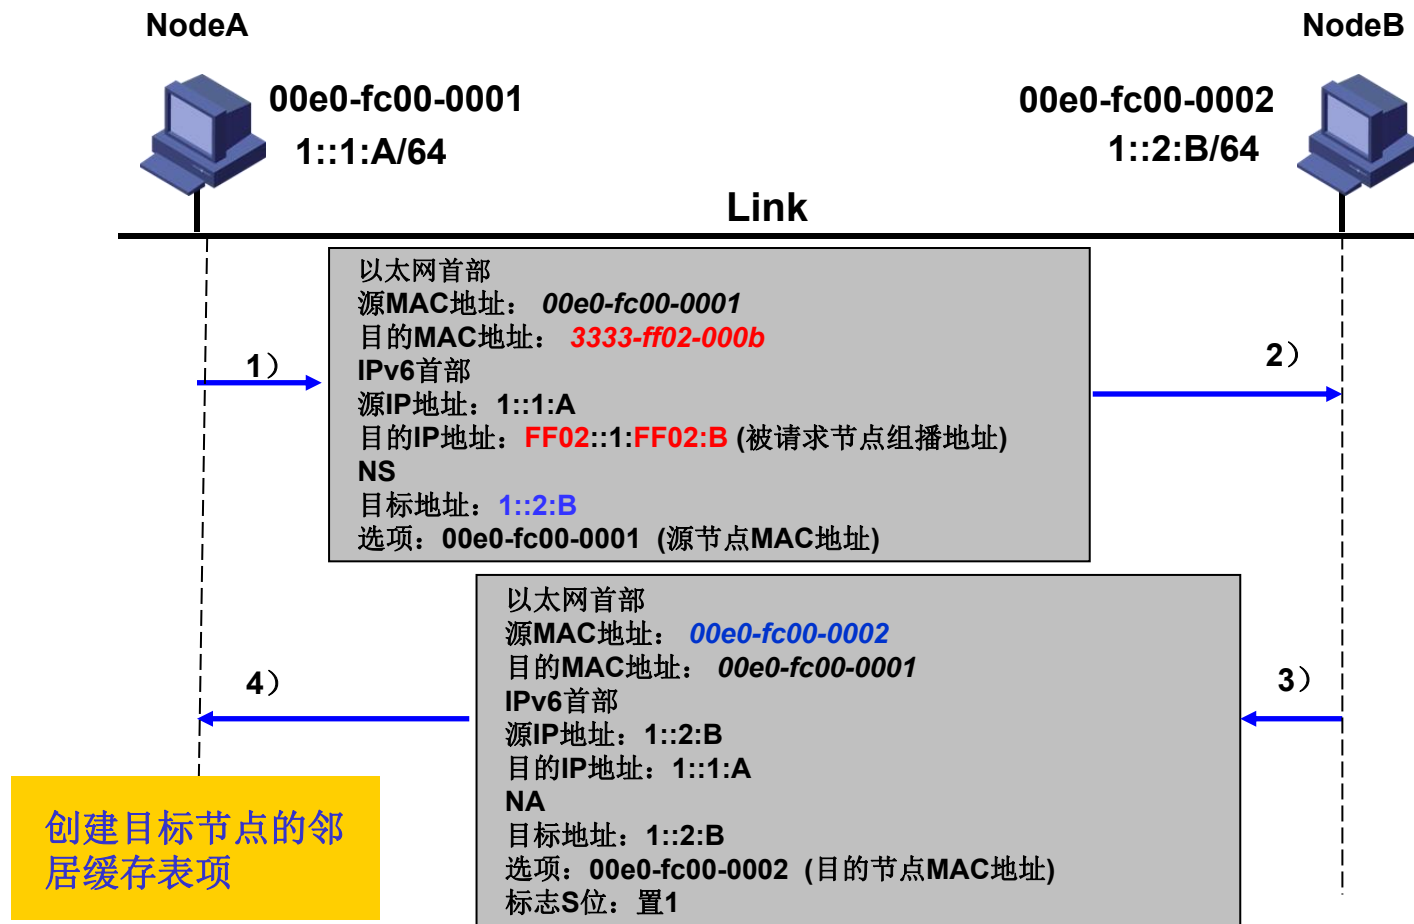 NodeA
NodeB
00e0-fc00-0001
1::1:A/64
00e0-fc00-0002
1::2:B/64
Link
以太网首部
源MAC地址： 00e0-fc00-0001
目的MAC地址： 3333-ff02-000b
IPv6首部
源IP地址：1::1:A
目的IP地址：FF02::1:FF02:B (被请求节点组播地址)
NS
目标地址：1::2:B
选项：00e0-fc00-0001 (源节点MAC地址)
1）
2）
以太网首部
源MAC地址： 00e0-fc00-0002
目的MAC地址： 00e0-fc00-0001
IPv6首部
源IP地址：1::2:B
目的IP地址：1::1:A
NA
目标地址：1::2:B
选项：00e0-fc00-0002 (目的节点MAC地址)
标志S位：置1
3）
4）
创建目标节点的邻
居缓存表项